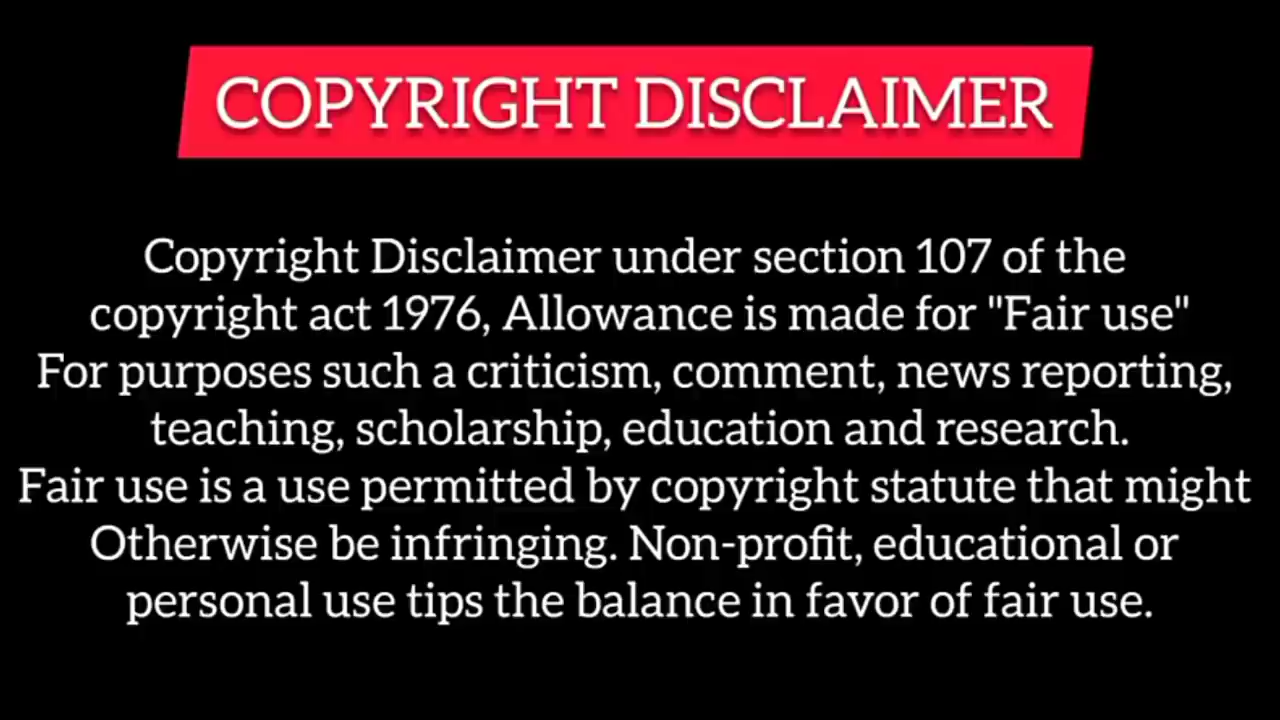 COPYRIGHT DISCLAIMER
Copyright Disclaimer under section 107 of the
copyright act 1976, Allowance is made for "Fair use"
For purposes such a criticism, comment, news reporting,
teaching, scholarship, education and research.
Fair use is a use permitted by copyright statute that might
Otherwise be infringing. Non-profit, educational or
personal use tips the balance in favor of fair use.